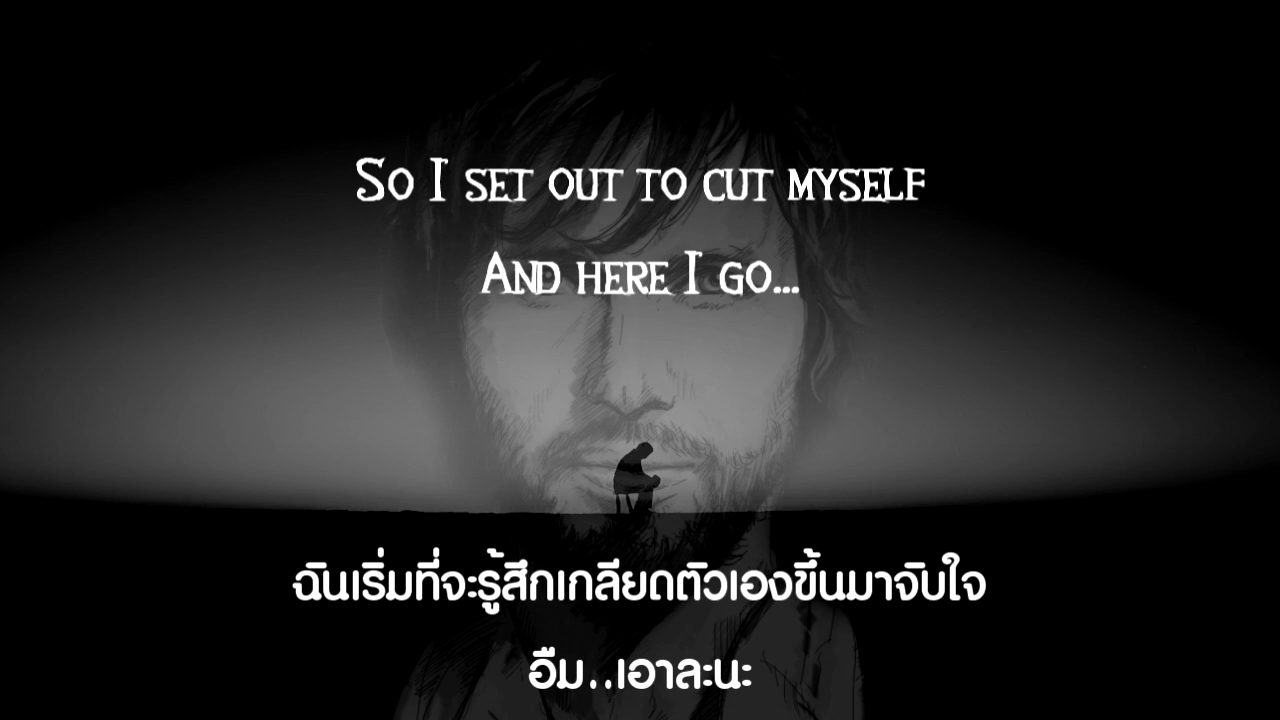 So I set out to cut myself
And here I go...
ฉันเริ่มที่จะรู้สึกเกลียดตัวเองขึ้นมาจับใจ
อืม..เอาละนะ